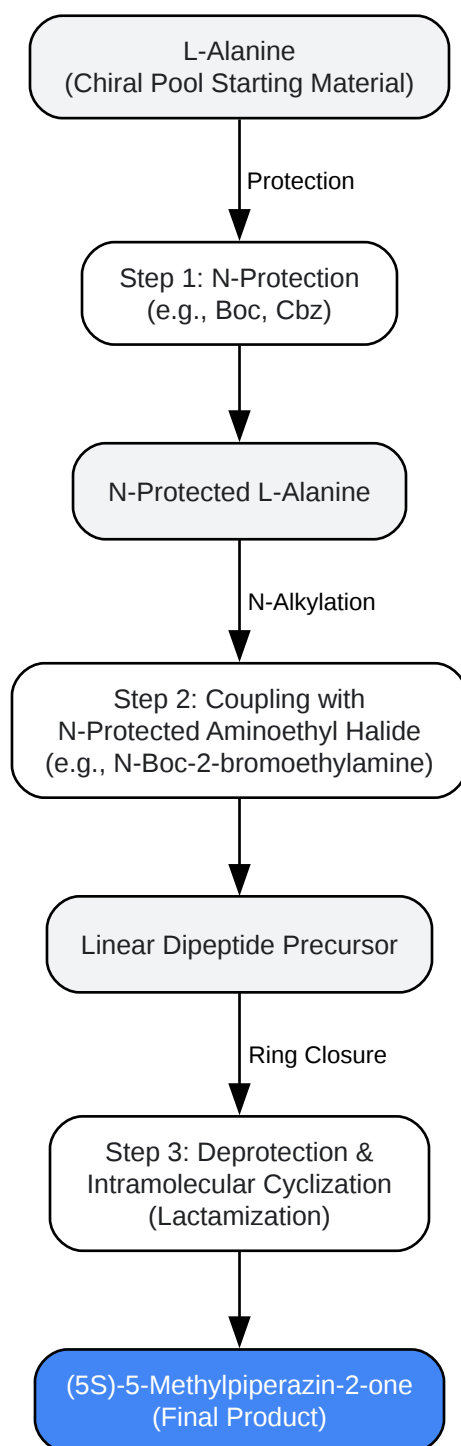 L-Alanine
(Chiral Pool Starting Material)
Protection
Step 1: N-Protection
(e.g., Boc, Cbz)
N-Protected L-Alanine
N-Alkylation
Step 2: Coupling with
N-Protected Aminoethyl Halide
(e.g., N-Boc-2-bromoethylamine)
Linear Dipeptide Precursor
Ring Closure
Step 3: Deprotection &
Intramolecular Cyclization
(Lactamization)
(5S)-5-Methylpiperazin-2-one
(Final Product)